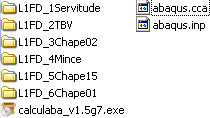 L1FD_1Servitude
L1FD_2TBV
L1FD_3Chape02
L1FD_4Mince
L1FD_5Chape15
L1FD_6Chape01
calculaba_v1.5g7.exe
abaqus.cca
abaqus.inp